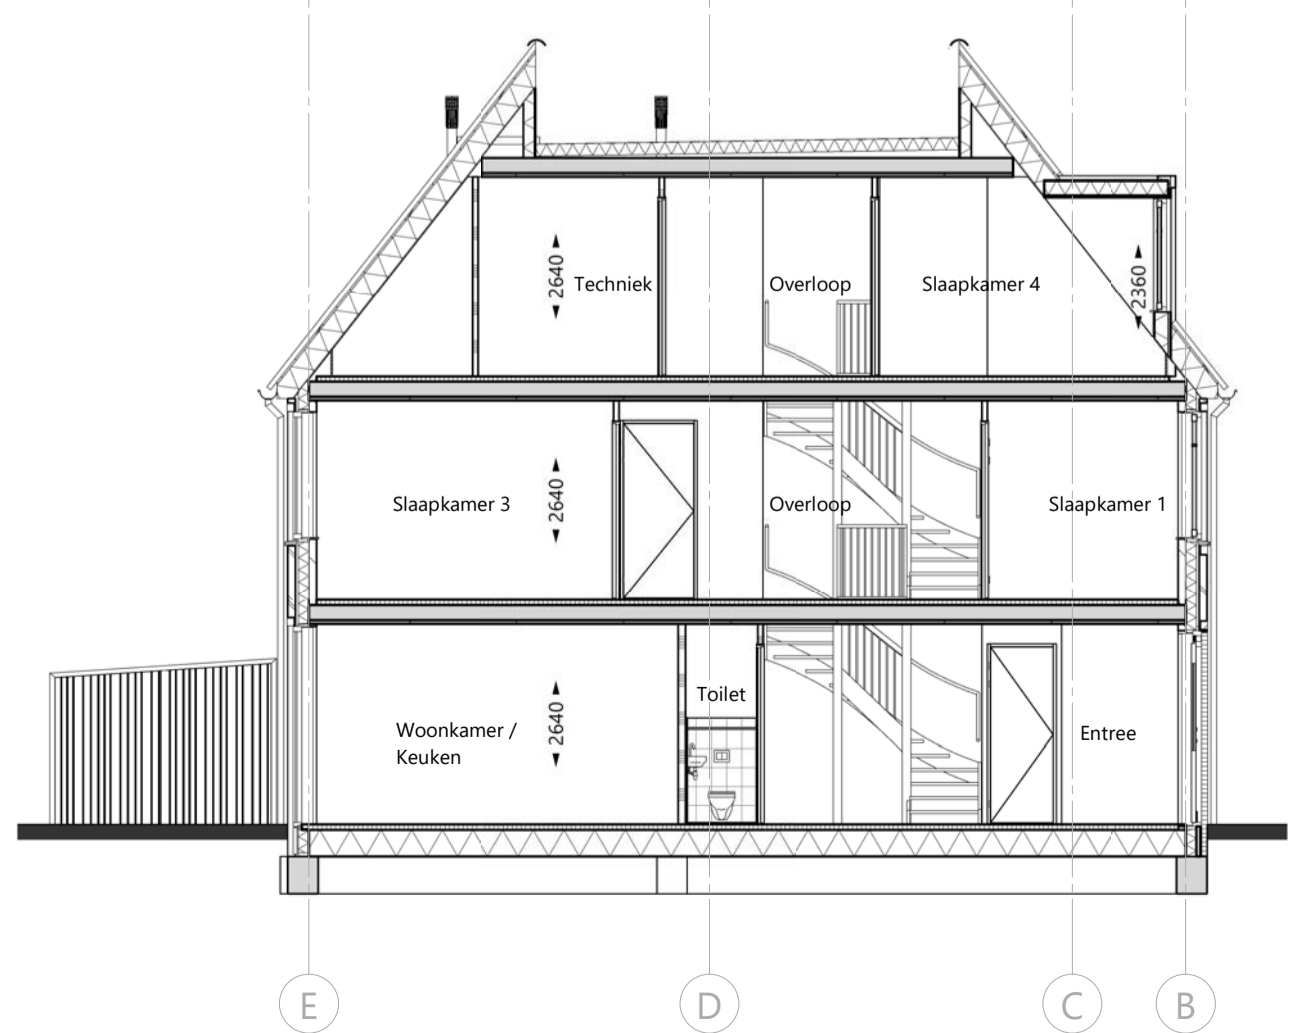 2640
Techniek
Overloop
Slaapkamer 4
2360
Slaapkamer 3
2640
Overloop
Slaapkamer 1
Toilet
Woonkamer /
Keuken
2640
Entree
E
D
C
B